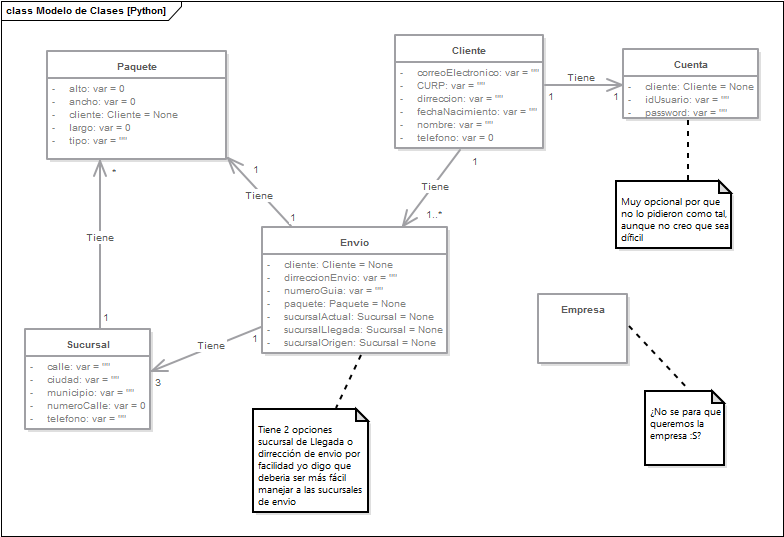 class Modelo de Clases [Python]
Paquete
- alto: var = 0
- ancho: var = 0
- cliente: Cliente = None
- largo: var = 0
- tipo: var = ""
Cliente
- correoElectronico: var = ""
- CURP: var = ""
- dirreccion: var = ""
- fechaNacimiento: var = ""
- nombre: var = ""
- telefono: var = 0
Tiene
1
1
Cuenta
- cliente: Cliente = None
- idUsuario: var = ""
- password: var = ""
Muy opcional por que
no lo pidieron como tal,
aunque no creo que sea
díficil
*
Tiene
1
1
Tiene
1
1
Tiene
1..*
Envio
- cliente: Cliente = None
- dirreccionEnvio: var = ""
- numeroGuia: var = ""
- paquete: Paquete = None
- sucursalActual: Sucursal = None
- sucursalLlegada: Sucursal = None
- sucursalOrigen: Sucursal = None
Empresa
Sucursal
- calle: var = ""
- ciudad: var = ""
- municipio: var = ""
- numeroCalle: var = 0
- telefono: var = ""
Tiene
1
3
Tiene 2 opciones
sucursal de Llegada o
dirrección de envio por
facilidad yo digo que
deberia ser más fácil
manejar a las sucursales
de envio
¿No se para que
queremos la
empresa :S?